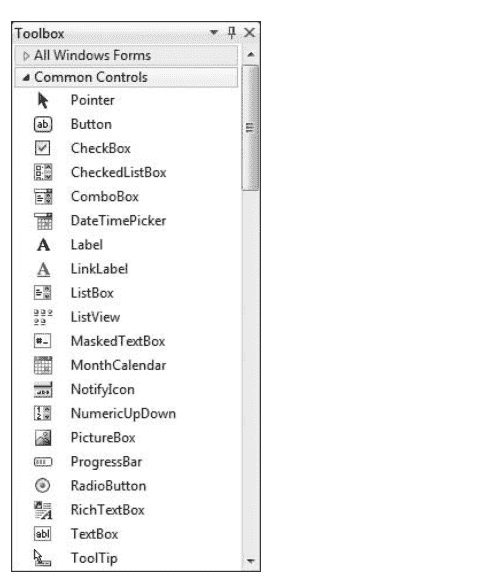 Toolbox
All Windows Forms
Common Controls
Pointer
Button
CheckBox
CheckedListBox
ComboBox
DateTimePicker
Label
LinkLabel
ListBox
ListView
MaskedTextBox
MonthCalendar
NotifyIcon
NumericUpDown
PictureBox
ProgressBar
RadioButton
RichTextBox
TextBox
ToolTip